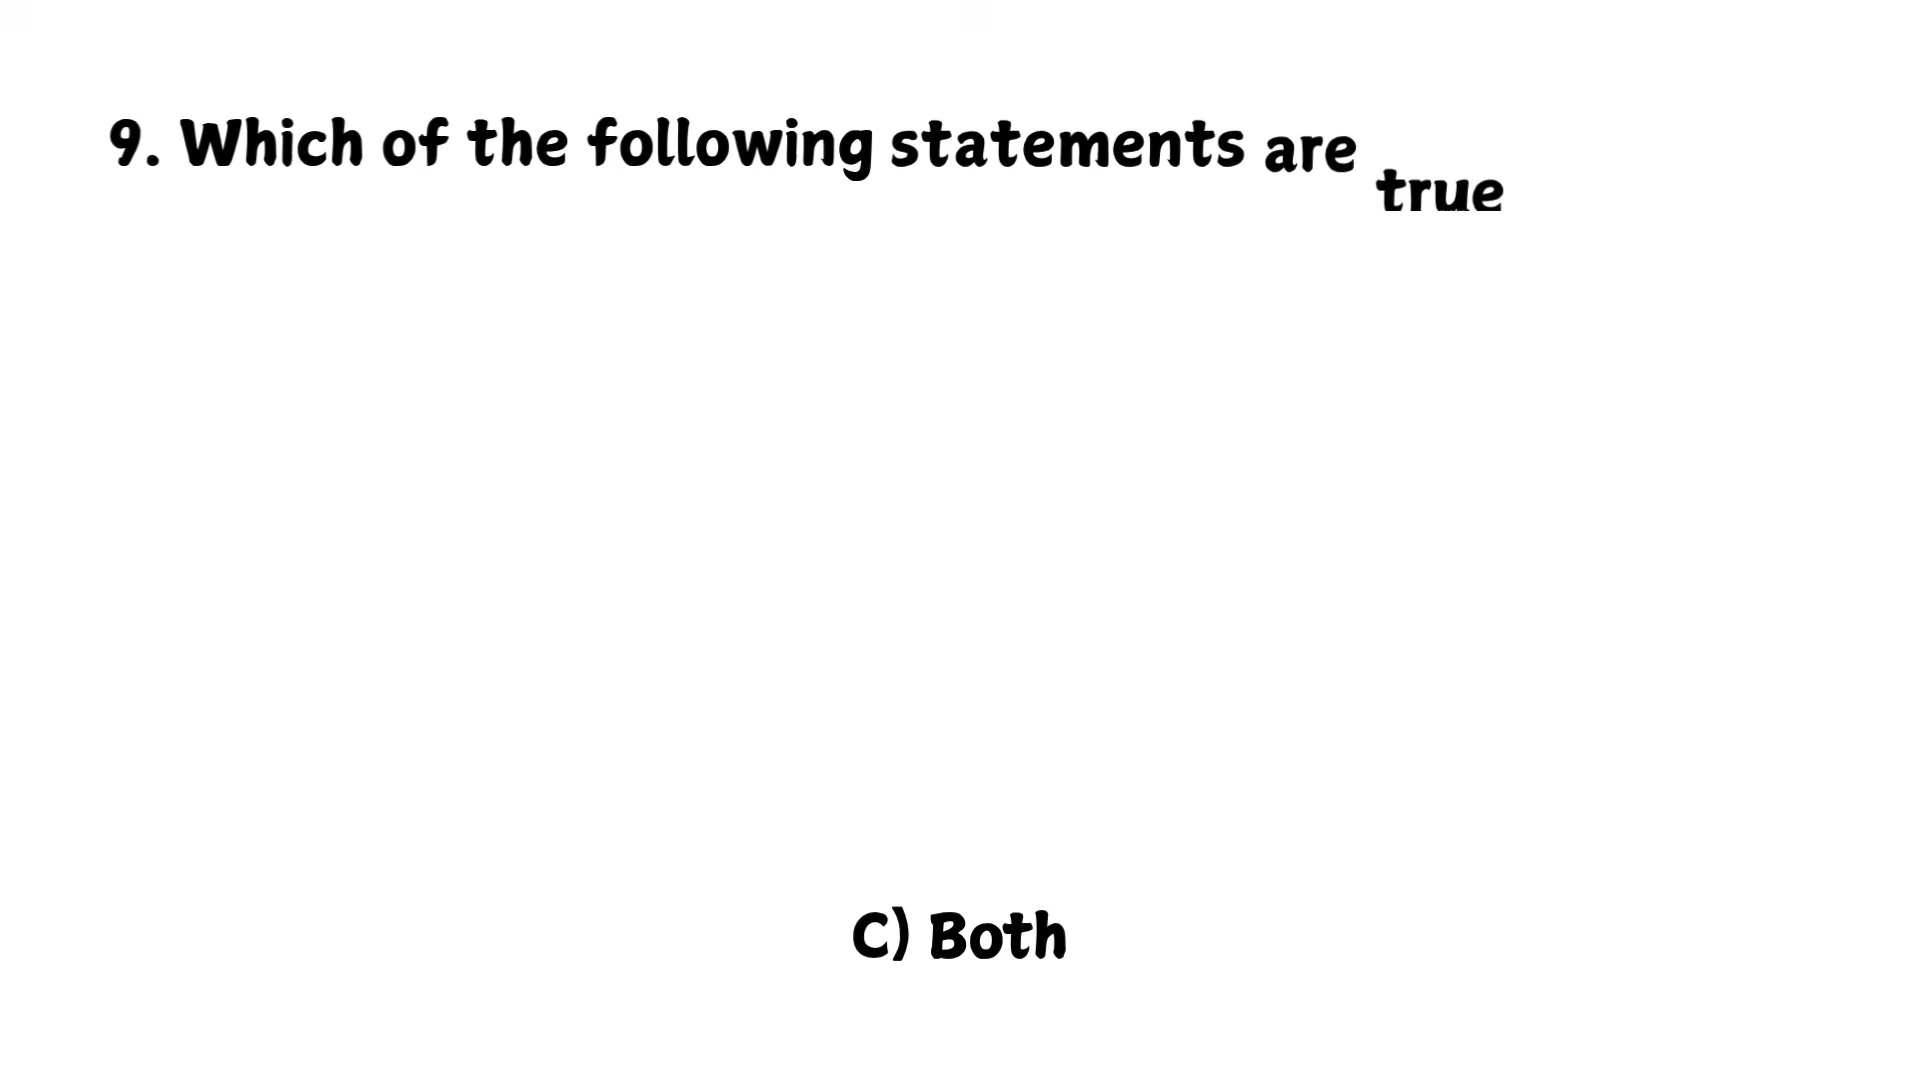 9. Which of the following statements are true
C) Both